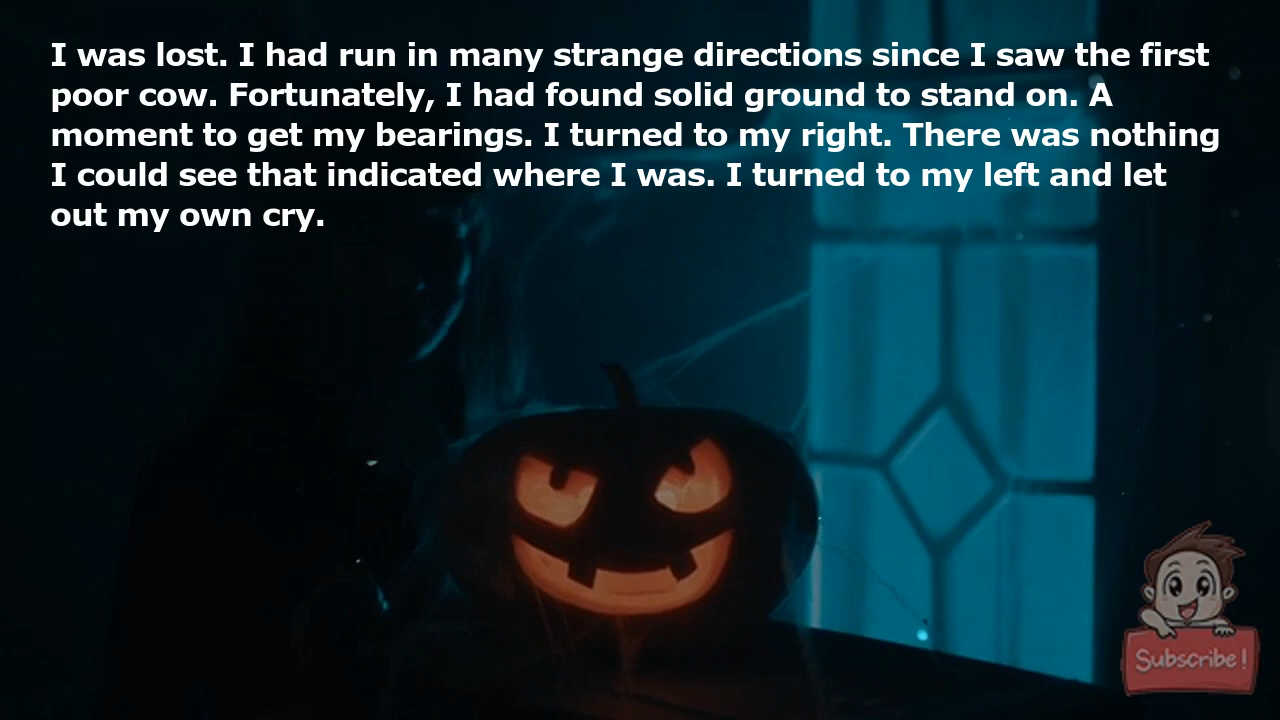 I was lost. I had run in many strange directions since I saw the first
poor cow. Fortunately, I had found solid ground to stand on. A
moment to get my bearings. I turned to my right. There was nothing
I could see that indicated where I was. I turned to my left and let
out my own cry.
Subscribe!